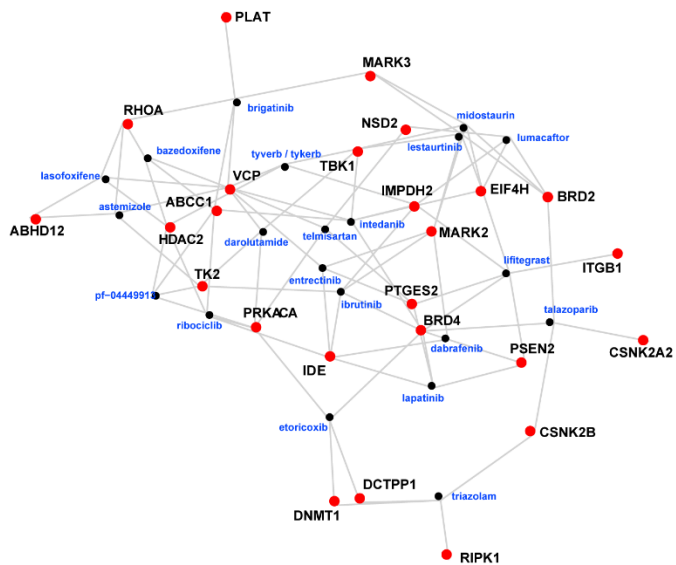 PLAT
MARK3
brigatinib
midostaurin
RHOA
NSD2
lumacaftor
lestaurtinib
bazedoxifene
tyverb / tykerb
TBK1
lasofoxifene
VCP
IMPDH2
EIF4H
BRD2
astemizole
ABCC1
intedanib
ABHD12
HDAC2
darolutamide
telmisartan
MARK2
lifitegrast
ITGB1
TK2
entrectinib
PTGES2
pf-04449913
ribociclib
PRKACA
ibrutinib
BRD4
talazoparib
dabrafenib
PSEN2
CSNK2A2
IDE
lapatinib
etoricoxib
CSNK2B
DCTPP1
triazolam
DNMT1
RIPK1